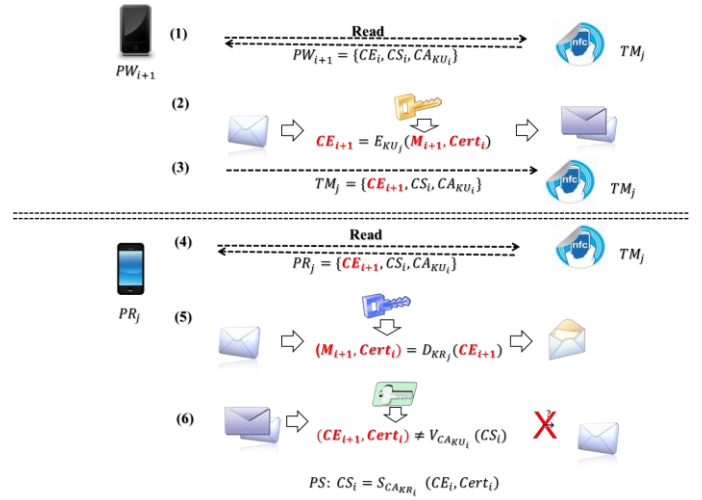 (1) Read
PW_{i+1} = {CE_i, CS_i, CA_{KU_i}}
PW_{i+1}
nfc
TM_j
(2)
CE_{i+1} = E_{KU_j}(M_{i+1}, Cert_i)
(3)
TM_j = {CE_{i+1}, CS_i, CA_{KU_i}}
nfc
TM_j
(4) Read
PR_j = {CE_{i+1}, CS_i, CA_{KU_i}}
nfc
TM_j
PR_j
(5)
(M_{i+1}, Cert_i) = D_{KR_j}(CE_{i+1})
(6)
(CE_{i+1}, Cert_i) ≠ V_{CA_{KU_i}} (CS_i)
X
PS: CS_i = S_{CA_{KR_i}} (CE_i, Cert_i)